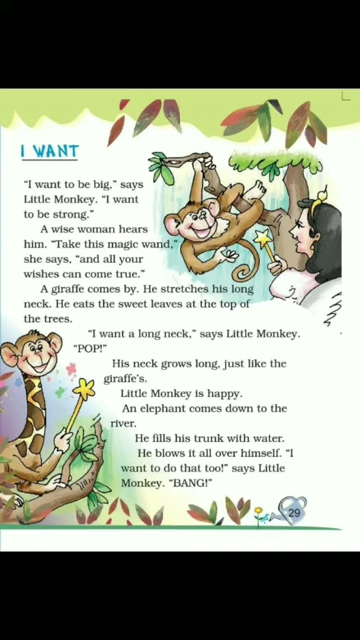 I WANT
"I want to be big," says
Little Monkey. "I want
to be strong."
A wise woman hears
him. "Take this magic wand,"
she says, "and all your
wishes can come true."
A giraffe comes by. He stretches his long
neck. He eats the sweet leaves at the top of
the trees.
"I want a long neck," says Little Monkey.
"POP!"
His neck grows long, just like the
giraffe's.
Little Monkey is happy.
An elephant comes down to the
river.
He fills his trunk with water.
He blows it all over himself. "I
want to do that too!" says Little
Monkey. "BANG!"
29